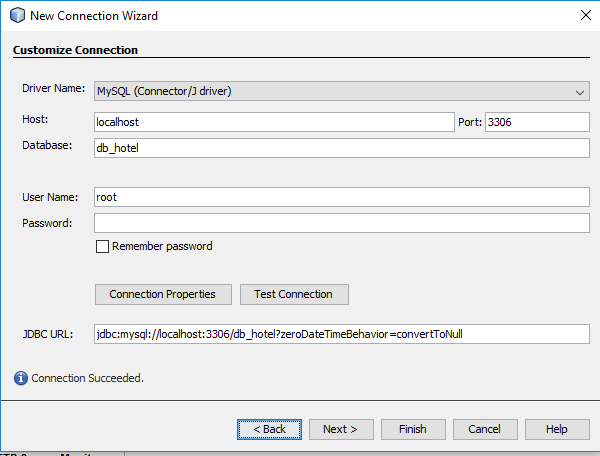 New Connection Wizard
Customize Connection
Driver Name: MySQL (Connector/J driver)
Host: localhost Port: 3306
Database: db_hotel
User Name: root
Password:
Remember password
Connection Properties Test Connection
JDBC URL: jdbc:mysql://localhost:3306/db_hotel?zeroDateTimeBehavior=convertToNull
Connection Succeeded.
< Back Next > Finish Cancel Help